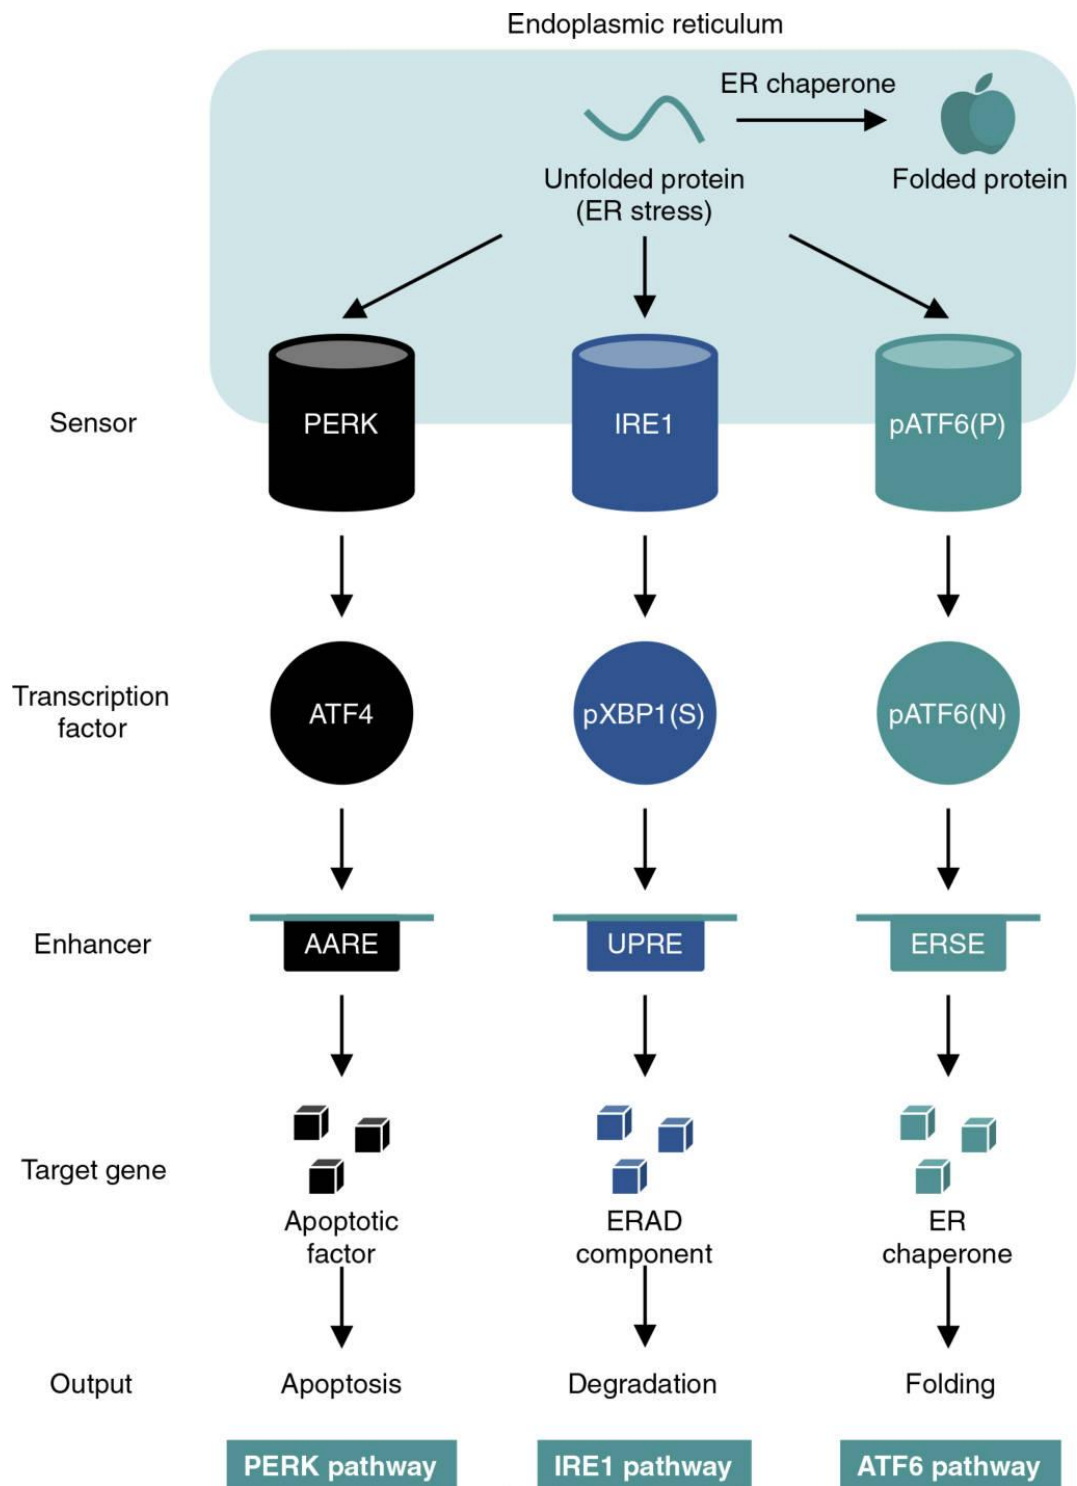 Endoplasmic reticulum
ER chaperone
Unfolded protein
(ER stress)
Folded protein
Sensor
PERK
IRE1
pATF6(P)
Transcription
factor
ATF4
pXBP1(S)
pATF6(N)
Enhancer
AARE
UPRE
ERSE
Target gene
Apoptotic
factor
ERAD
component
ER
chaperone
Output
Apoptosis
Degradation
Folding
PERK pathway
IRE1 pathway
ATF6 pathway